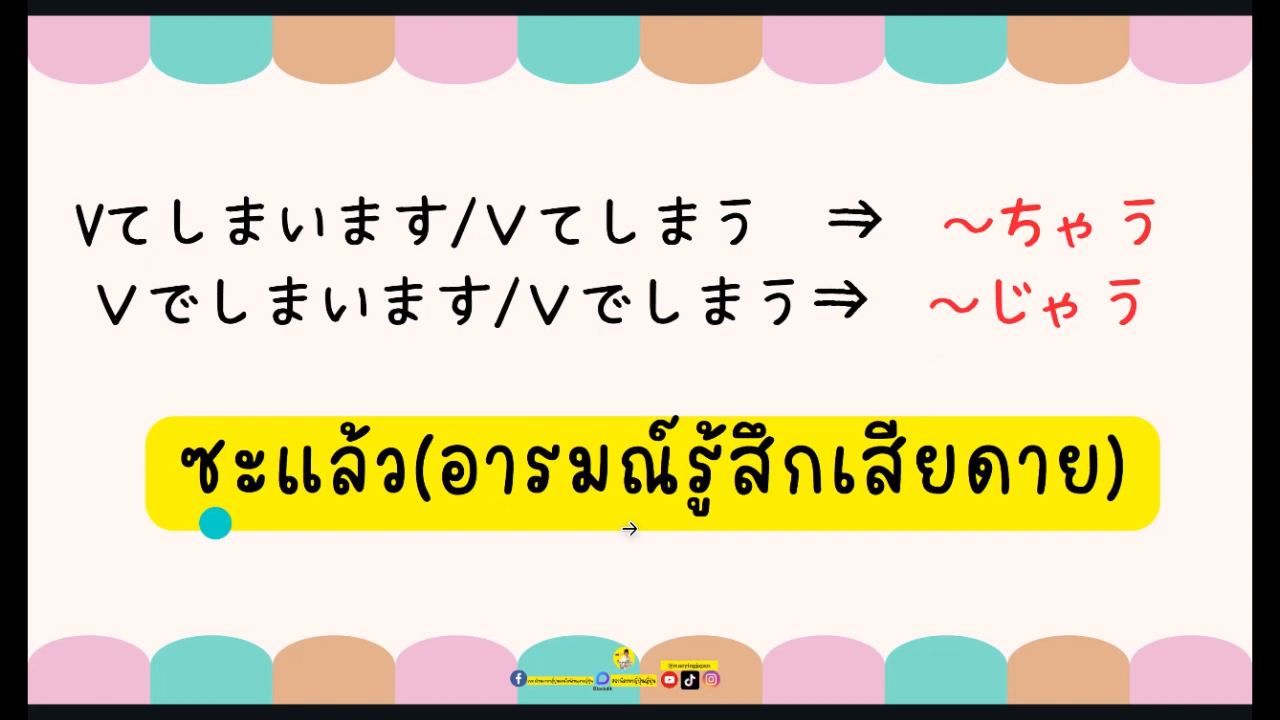 Vてしまいます/Vてしまう ⇒ ～ちゃう
Vでしまいます/Vでしまう⇒ ～じゃう
ซะแล้ว(อารมณ์รู้สึกเสียดาย)
@maeyingjapan
Blockdit